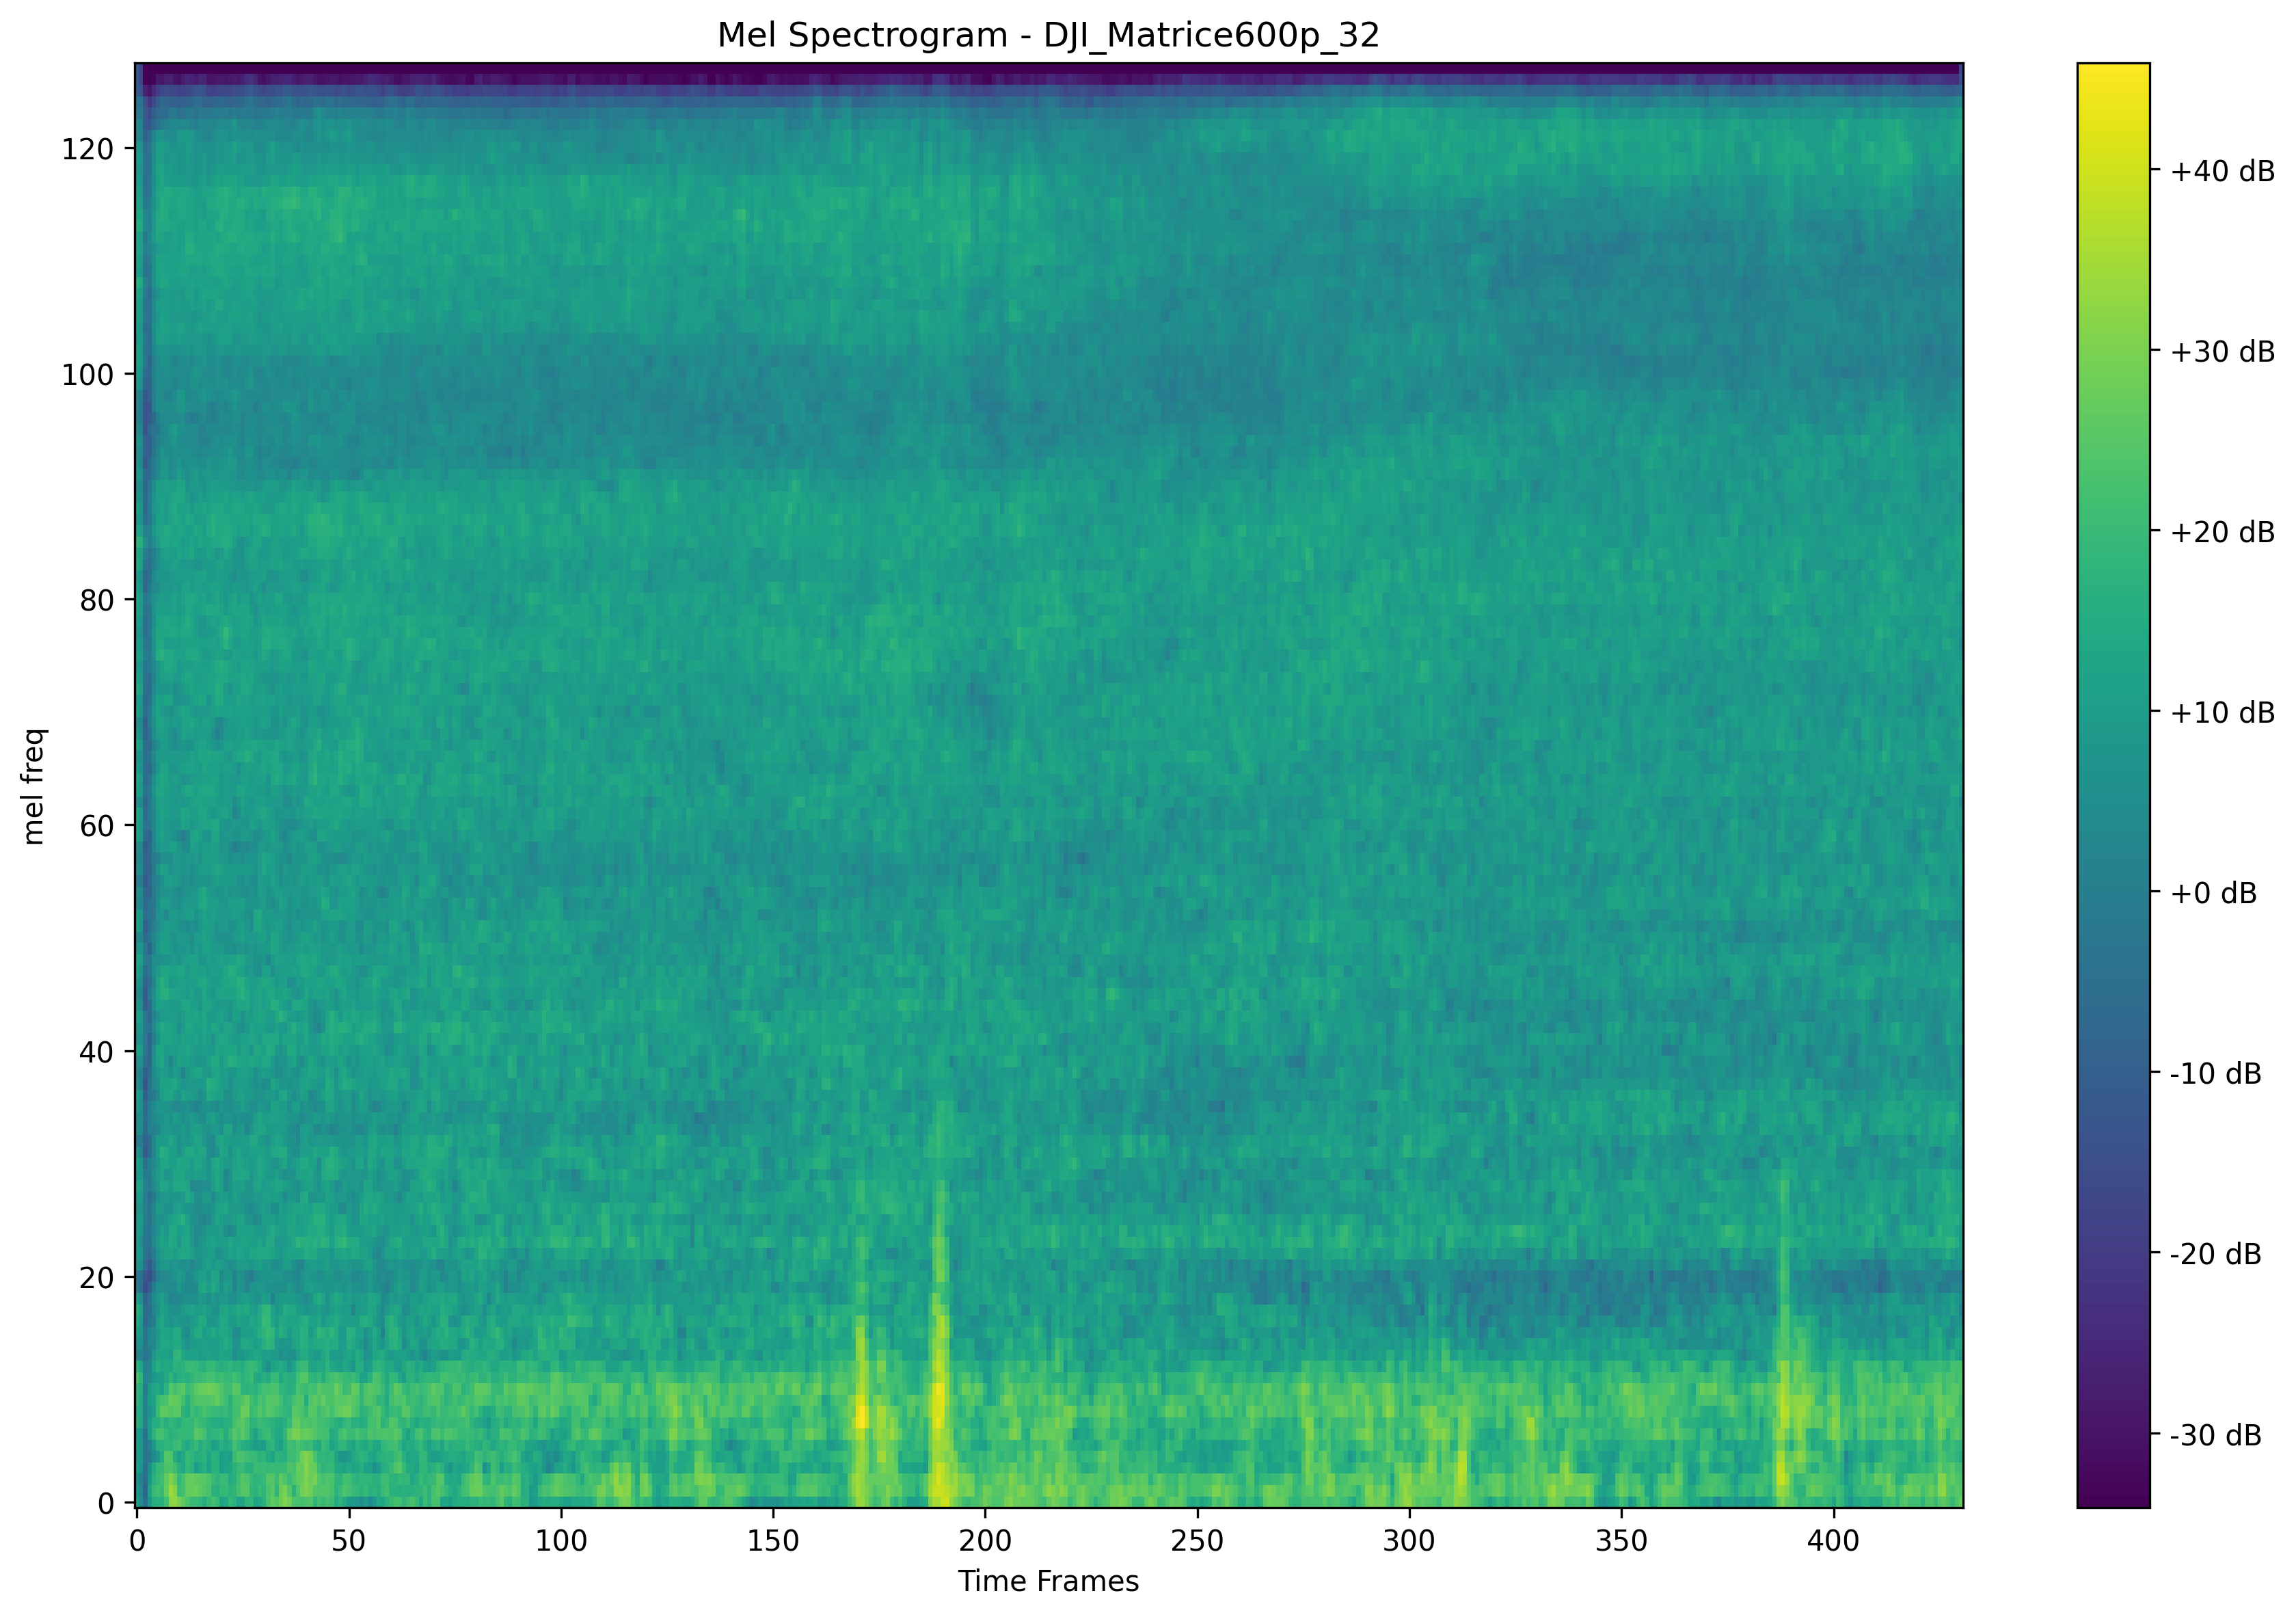 Mel Spectrogram - DJI_Matrice600p_32
120
100
80
60
40
20
0
mel freq
0 50 100 150 200 250 300 350 400
Time Frames
+40 dB
+30 dB
+20 dB
+10 dB
+0 dB
-10 dB
-20 dB
-30 dB